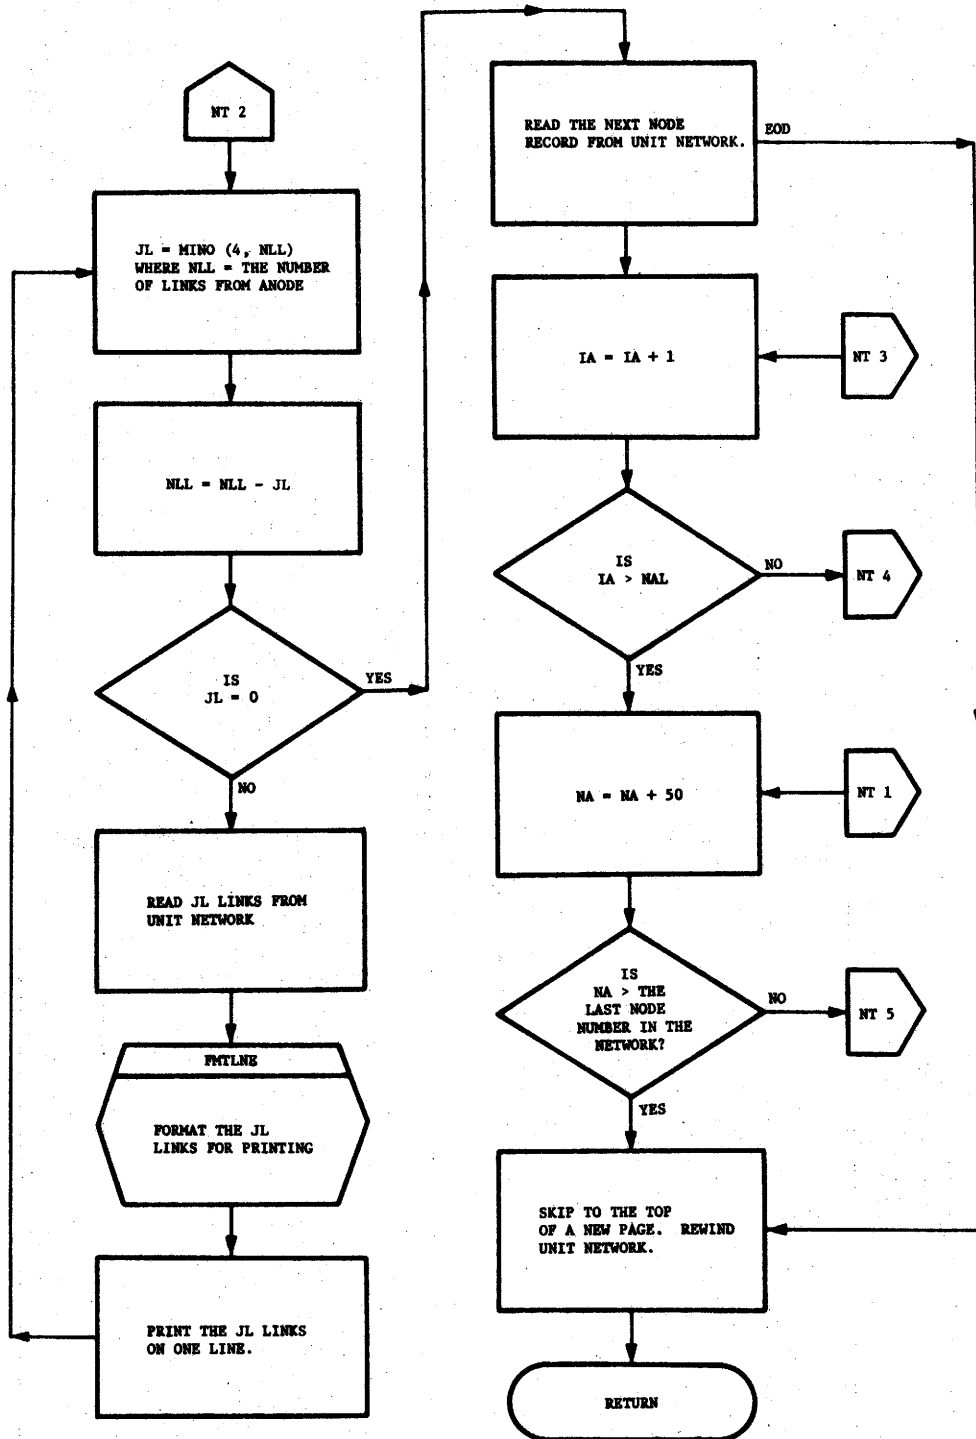 NT 2
JL = MINO (4, NLL)
WHERE NLL = THE NUMBER
OF LINKS FROM ANODE
NLL = NLL - JL
IS
JL = 0
YES
NO
READ JL LINKS FROM
UNIT NETWORK
FMTLNE
FORMAT THE JL
LINKS FOR PRINTING
PRINT THE JL LINKS
ON ONE LINE.
READ THE NEXT NODE
RECORD FROM UNIT NETWORK.
EOD
IA = IA + 1
NT 3
IS
IA > NAL
NO
NT 4
YES
NA = NA + 50
NT 1
IS
NA > THE
LAST NODE
NUMBER IN THE
NETWORK?
NO
NT 5
YES
SKIP TO THE TOP
OF A NEW PAGE. REWIND
UNIT NETWORK.
RETURN